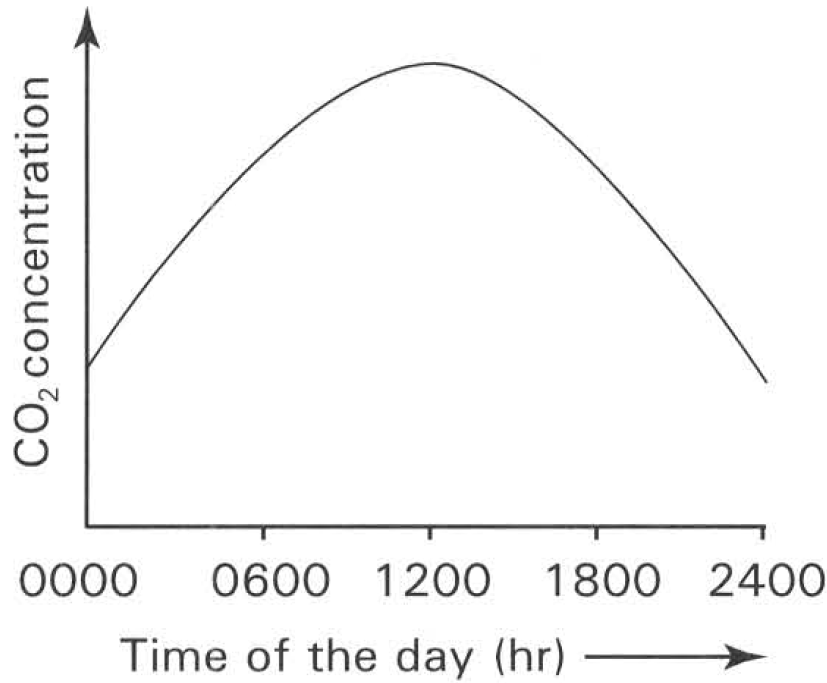 CO₂ concentration
0000 0600 1200 1800 2400
Time of the day (hr)